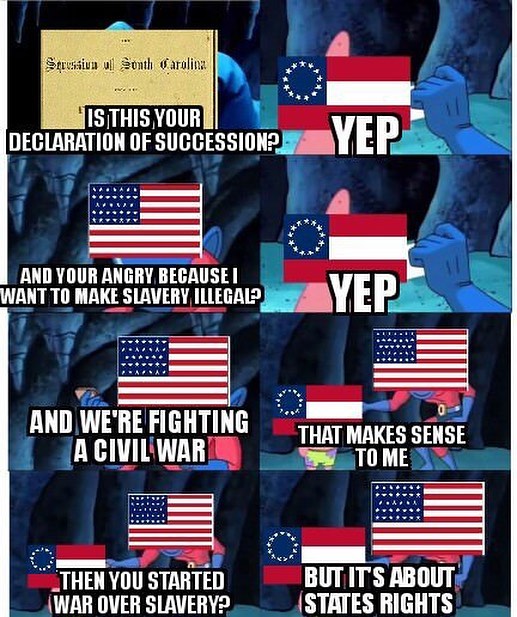 Secession of South Carolina
IS THIS YOUR
DECLARATION OF SUCCESSION?
YEP
AND YOUR ANGRY BECAUSE I
WANT TO MAKE SLAVERY ILLEGAL?
YEP
AND WE'RE FIGHTING
A CIVIL WAR
THAT MAKES SENSE
TO ME
THEN YOU STARTED
WAR OVER SLAVERY?
BUT IT'S ABOUT
STATES RIGHTS